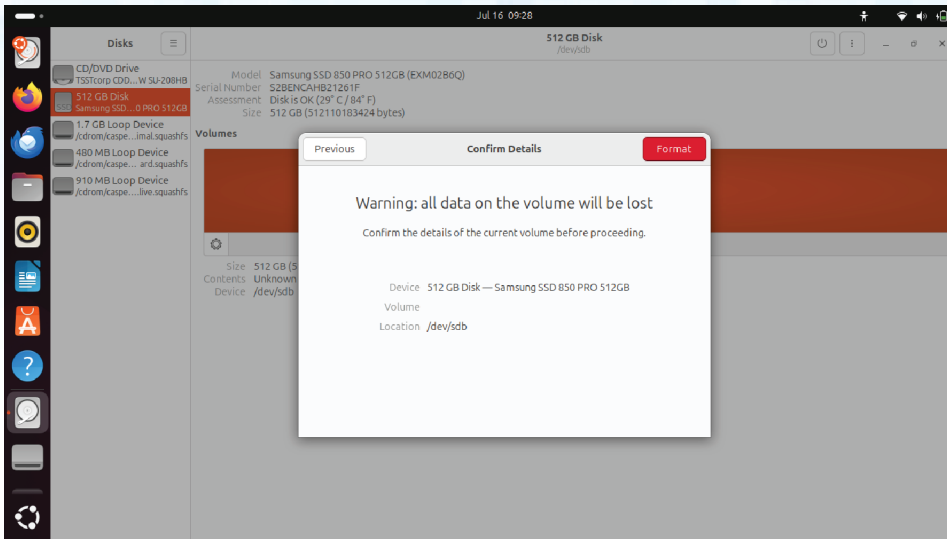 Jul 16 09:28
Disks
512 GB Disk
/dev/sdb
CD/DVD Drive
TSSTcorp CDD...W SU-208HB
512 GB Disk
SSD Samsung SSD...0 PRO 512GB
1.7 GB Loop Device
/cdrom/caspe...imal.squashfs
480 MB Loop Device
/cdrom/caspe... ard.squashfs
910 MB Loop Device
/cdrom/caspe....live.squashfs
Model Samsung SSD 850 PRO 512GB (EXM02B6Q)
Serial Number S2BENCAHB21261F
Assessment Disk is OK (29° C / 84° F)
Size 512 GB (512110183424 bytes)
Volumes
Previous
Confirm Details
Format
Warning: all data on the volume will be lost
Confirm the details of the current volume before proceeding.
Device 512 GB Disk — Samsung SSD 850 PRO 512GB
Volume
Location /dev/sdb
Size 512 GB (5
Contents Unknown
Device /dev/sdb